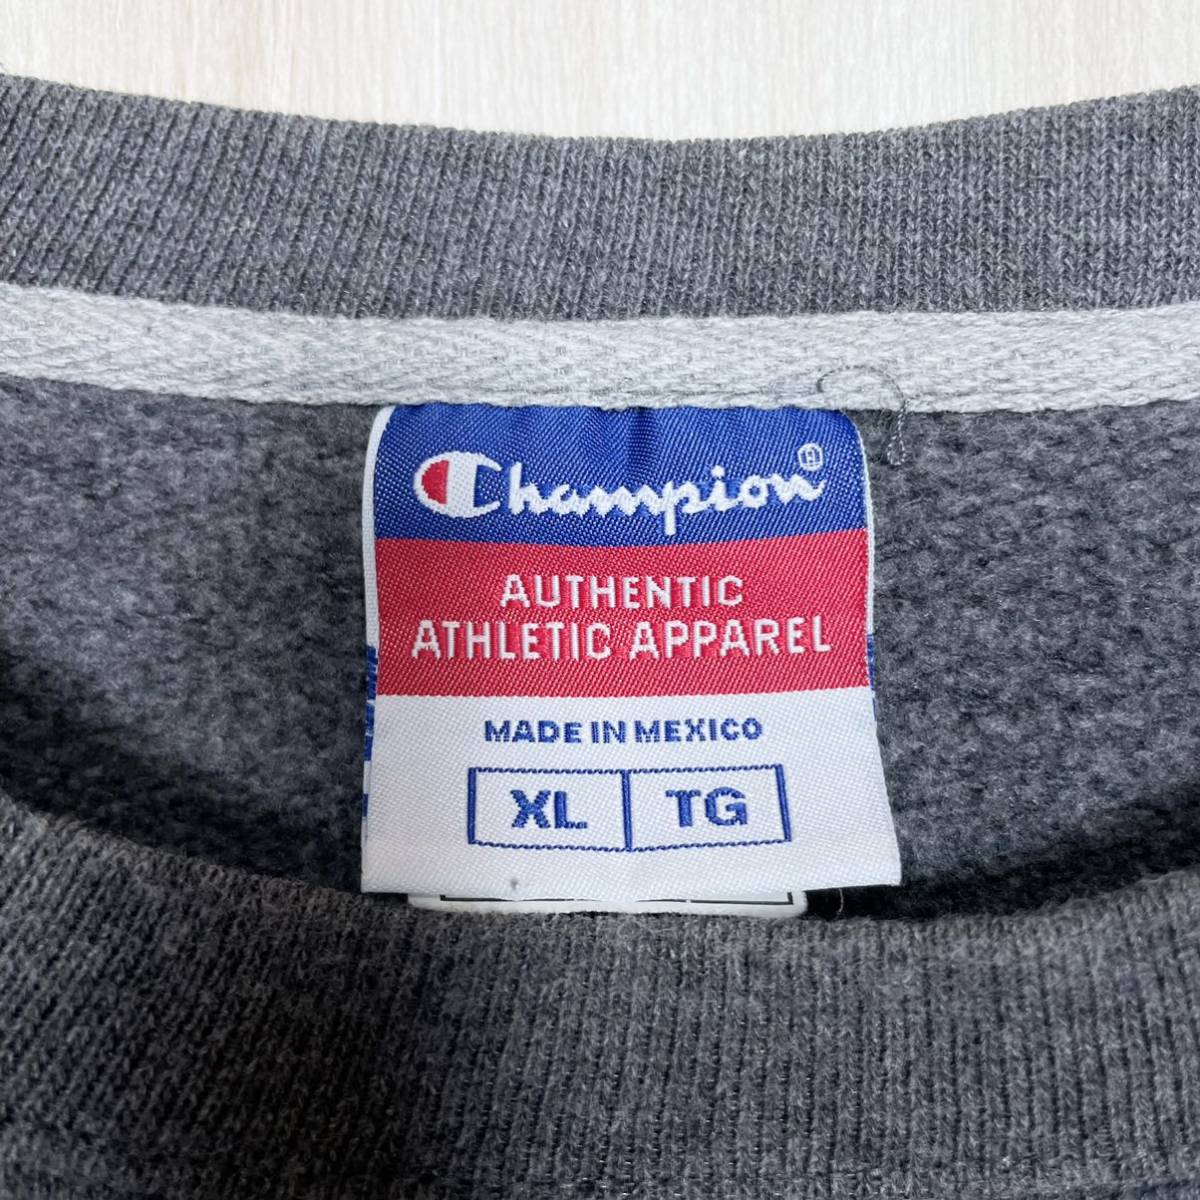 Champion®
AUTHENTIC
ATHLETIC APPAREL
MADE IN MEXICO
XL TG